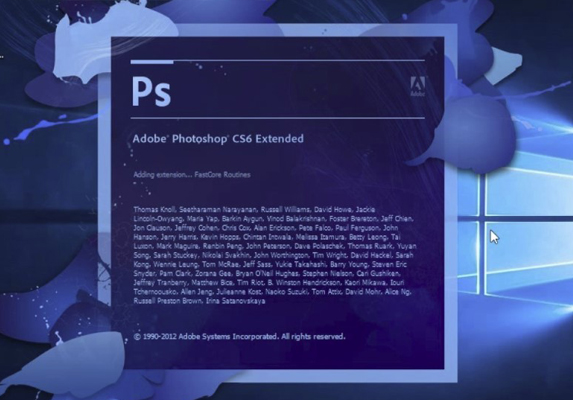 Ps
Adobe
Adobe® Photoshop® CS6 Extended
Adding extension... FastCore Routines
Thomas Knoll, Seetharaman Narayanan, Russell Williams, David Howe, Jackie
Lincoln-Owyang, Maria Yap, Barkin Aygun, Vinod Balakrishnan, Foster Brereton, Jeff Chien,
Jon Clauson, Jeffrey Cohen, Chris Cox, Alan Erickson, Pete Falco, Paul Ferguson, John
Hanson, Jerry Harris, Kevin Hopps, Chintan Intwala, Melissa Itamura, Betty Leong, Tai
Luxon, Mark Maguire, Renbin Peng, John Peterson, Dave Polaschek, Thomas Ruark, Yuyan
Song, Sarah Stuckey, Nikolai Svakhin, John Worthington, Tim Wright, David Hackel, Sarah
Kong, Wennie Leung, Tom McRae, Jeff Sass, Yukie Takahashi, Barry Young, Steven Eric
Snyder, Pam Clark, Zorana Gee, Bryan O'Neil Hughes, Stephen Nielson, Cari Gushiken,
Jeffrey Tranberry, Matthew Bice, Tim Riot, B. Winston Hendrickson, Kaori Mikawa, Iouri
Tchernoousko, Allen Jeng, Julieanne Kost, Naoko Suzuki, Tom Attix, David Mohr, Alice Ng,
Russell Preston Brown, Irina Satanovskaya
© 1990-2012 Adobe Systems Incorporated. All rights reserved.